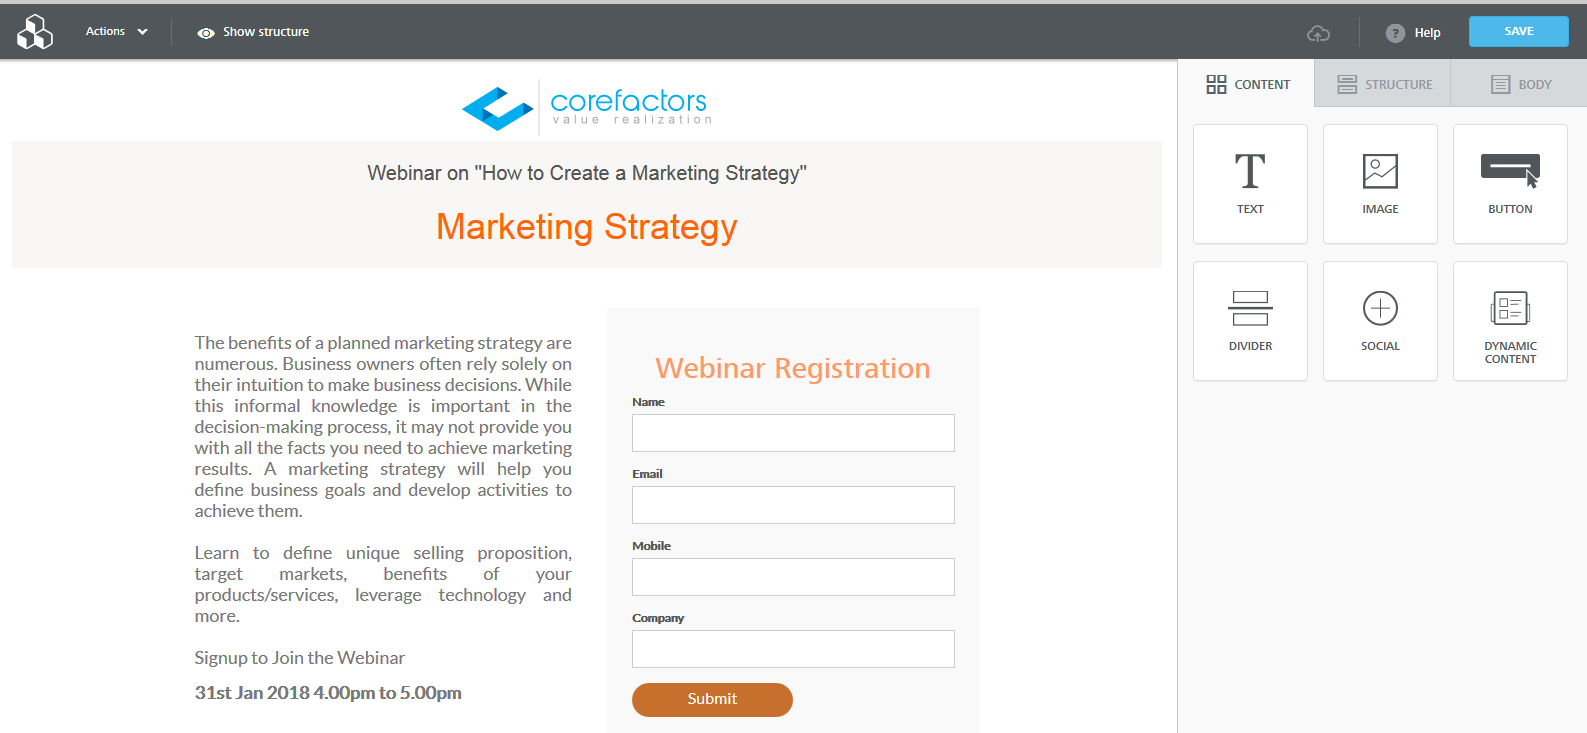 Actions
Show structure
? Help
SAVE
corefactors
value realization
Webinar on "How to Create a Marketing Strategy"
Marketing Strategy
The benefits of a planned marketing strategy are
numerous. Business owners often rely solely on
their intuition to make business decisions. While
this informal knowledge is important in the
decision-making process, it may not provide you
with all the facts you need to achieve marketing
results. A marketing strategy will help you
define business goals and develop activities to
achieve them.
Learn to define unique selling proposition,
target markets, benefits of your
products/services, leverage technology and
more.
Signup to Join the Webinar
31st Jan 2018 4.00pm to 5.00pm
Webinar Registration
Name
Email
Mobile
Company
Submit
CONTENT
STRUCTURE
BODY
T
TEXT
IMAGE
BUTTON
DIVIDER
SOCIAL
DYNAMIC
CONTENT